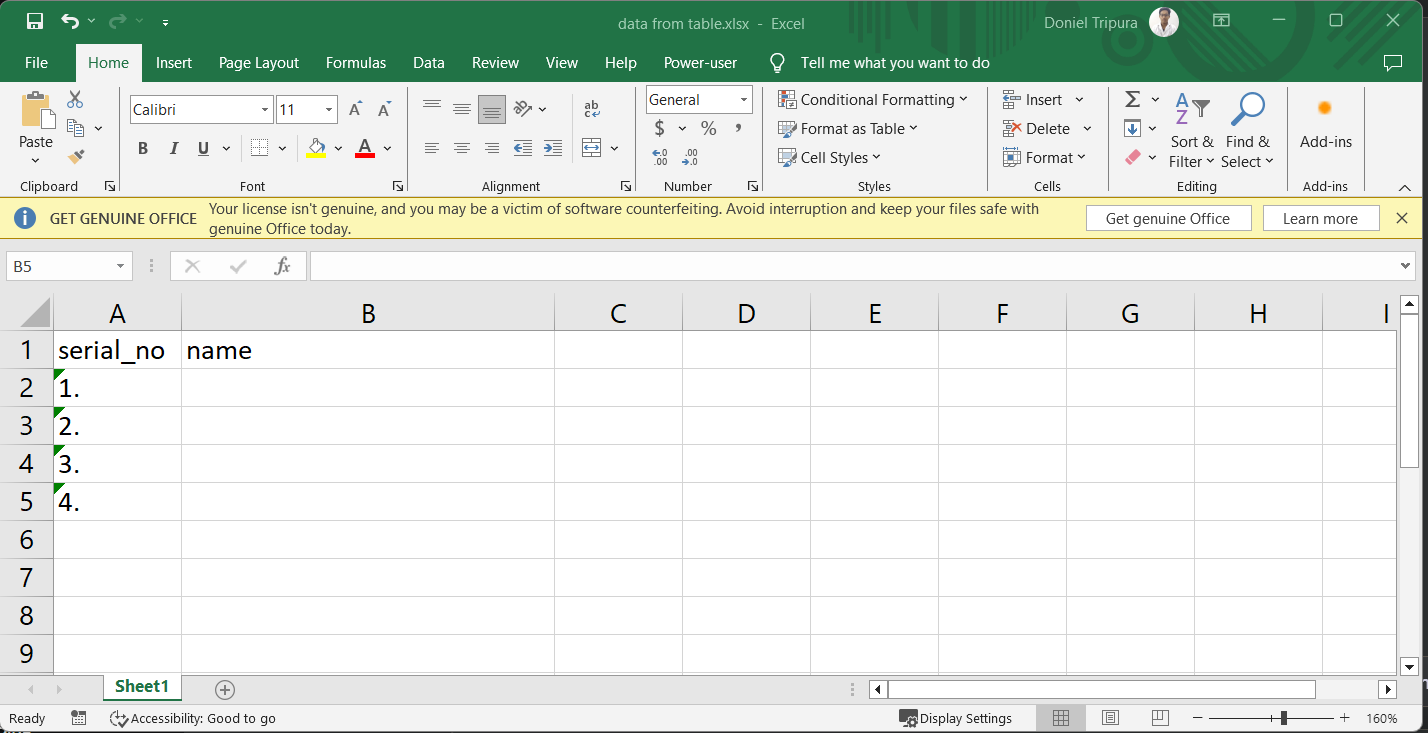 data from table.xlsx - Excel
Doniel Tripura
File Home Insert Page Layout Formulas Data Review View Help Power-user Tell me what you want to do
Paste
Clipboard
Calibri 11
A A
B I U A
Font
ab
c
Alignment
General
$ % ,
.0 .00
.00 .0
Number
Conditional Formatting
Format as Table
Cell Styles
Styles
Insert
Delete
Format
Cells
Σ
A
Z
Sort & Filter
Find & Select
Editing
Add-ins
Add-ins
GET GENUINE OFFICE Your license isn't genuine, and you may be a victim of software counterfeiting. Avoid interruption and keep your files safe with
genuine Office today.
Get genuine Office Learn more
B5 fx
A B C D E F G H I
1 serial_no name
2 1.
3 2.
4 3.
5 4.
6
7
8
9
Sheet1
Ready Accessibility: Good to go Display Settings 160%